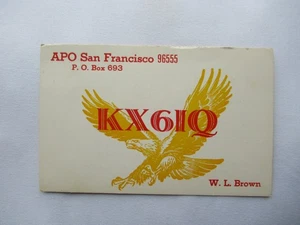 APO San Francisco 96555
P. O. Box 693
KX6IQ
W. L. Brown